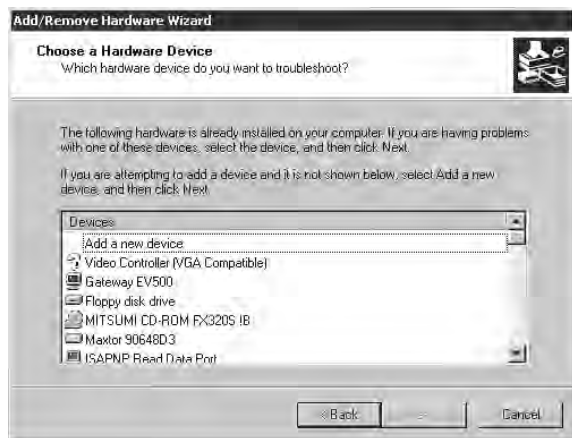 Add/Remove Hardware Wizard
Choose a Hardware Device
Which hardware device do you want to troubleshoot?
The following hardware is already installed on your computer. If you are having problems
with one of these devices, select the device, and then click Next.
If you are attempting to add a device and it is not shown below, select Add a new
device, and then click Next.
Devices
Add a new device
Video Controller (VGA Compatible)
Gateway EV500
Floppy disk drive
MITSUMI CD-ROM FX320S !B
Maxtor 90648D3
ISAPNP Read Data Port
< Back
Cancel